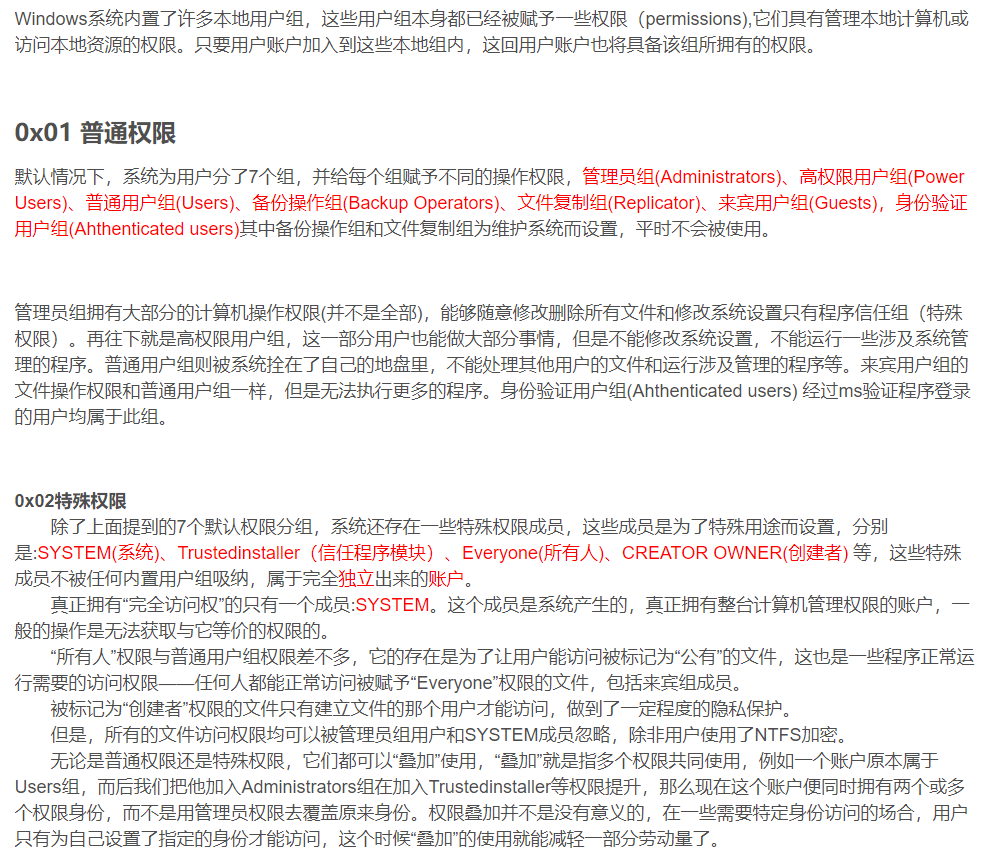 Windows系统内置了许多本地用户组，这些用户组本身都已经被赋予一些权限（permissions),它们具有管理本地计算机或
访问本地资源的权限。只要用户账户加入到这些本地组内，这回用户账户也将具备该组所拥有的权限。
0x01 普通权限
默认情况下，系统为用户分了7个组，并给每个组赋予不同的操作权限，管理员组(Administrators)、高权限用户组(Power
Users)、普通用户组(Users)、备份操作组(Backup Operators)、文件复制组(Replicator)、来宾用户组(Guests)，身份验证
用户组(Ahthenticated users)其中备份操作组和文件复制组为维护系统而设置，平时不会被使用。
管理员组拥有大部分的计算机操作权限(并不是全部)，能够随意修改删除所有文件和修改系统设置只有程序信任组（特殊
权限）。再往下就是高权限用户组，这一部分用户也能做大部分事情，但是不能修改系统设置，不能运行一些涉及系统管
理的程序。普通用户组则被系统拴在了自己的地盘里，不能处理其他用户的文件和运行涉及管理的程序等。来宾用户组的
文件操作权限和普通用户组一样，但是无法执行更多的程序。身份验证用户组(Ahthenticated users) 经过ms验证程序登录
的用户均属于此组。
0x02特殊权限
除了上面提到的7个默认权限分组，系统还存在一些特殊权限成员，这些成员是为了特殊用途而设置，分别
是:SYSTEM(系统)、Trustedinstaller（信任程序模块）、Everyone(所有人)、CREATOR OWNER(创建者) 等，这些特殊
成员不被任何内置用户组吸纳，属于完全独立出来的账户。
真正拥有“完全访问权”的只有一个成员:SYSTEM。这个成员是系统产生的，真正拥有整台计算机管理权限的账户，一
般的操作是无法获取与它等价的权限的。
“所有人”权限与普通用户组权限差不多，它的存在是为了让用户能访问被标记为“公有”的文件，这也是一些程序正常运
行需要的访问权限——任何人都能正常访问被赋予“Everyone”权限的文件，包括来宾组成员。
被标记为“创建者”权限的文件只有建立文件的那个用户才能访问，做到了一定程度的隐私保护。
但是，所有的文件访问权限均可以被管理员组用户和SYSTEM成员忽略，除非用户使用了NTFS加密。
无论是普通权限还是特殊权限，它们都可以“叠加”使用，“叠加”就是指多个权限共同使用，例如一个账户原本属于
Users组，而后我们把他加入Administrators组在加入Trustedinstaller等权限提升，那么现在这个账户便同时拥有两个或多
个权限身份，而不是用管理员权限去覆盖原来身份。权限叠加并不是没有意义的，在一些需要特定身份访问的场合，用户
只有为自己设置了指定的身份才能访问，这个时候“叠加”的使用就能减轻一部分劳动量了。